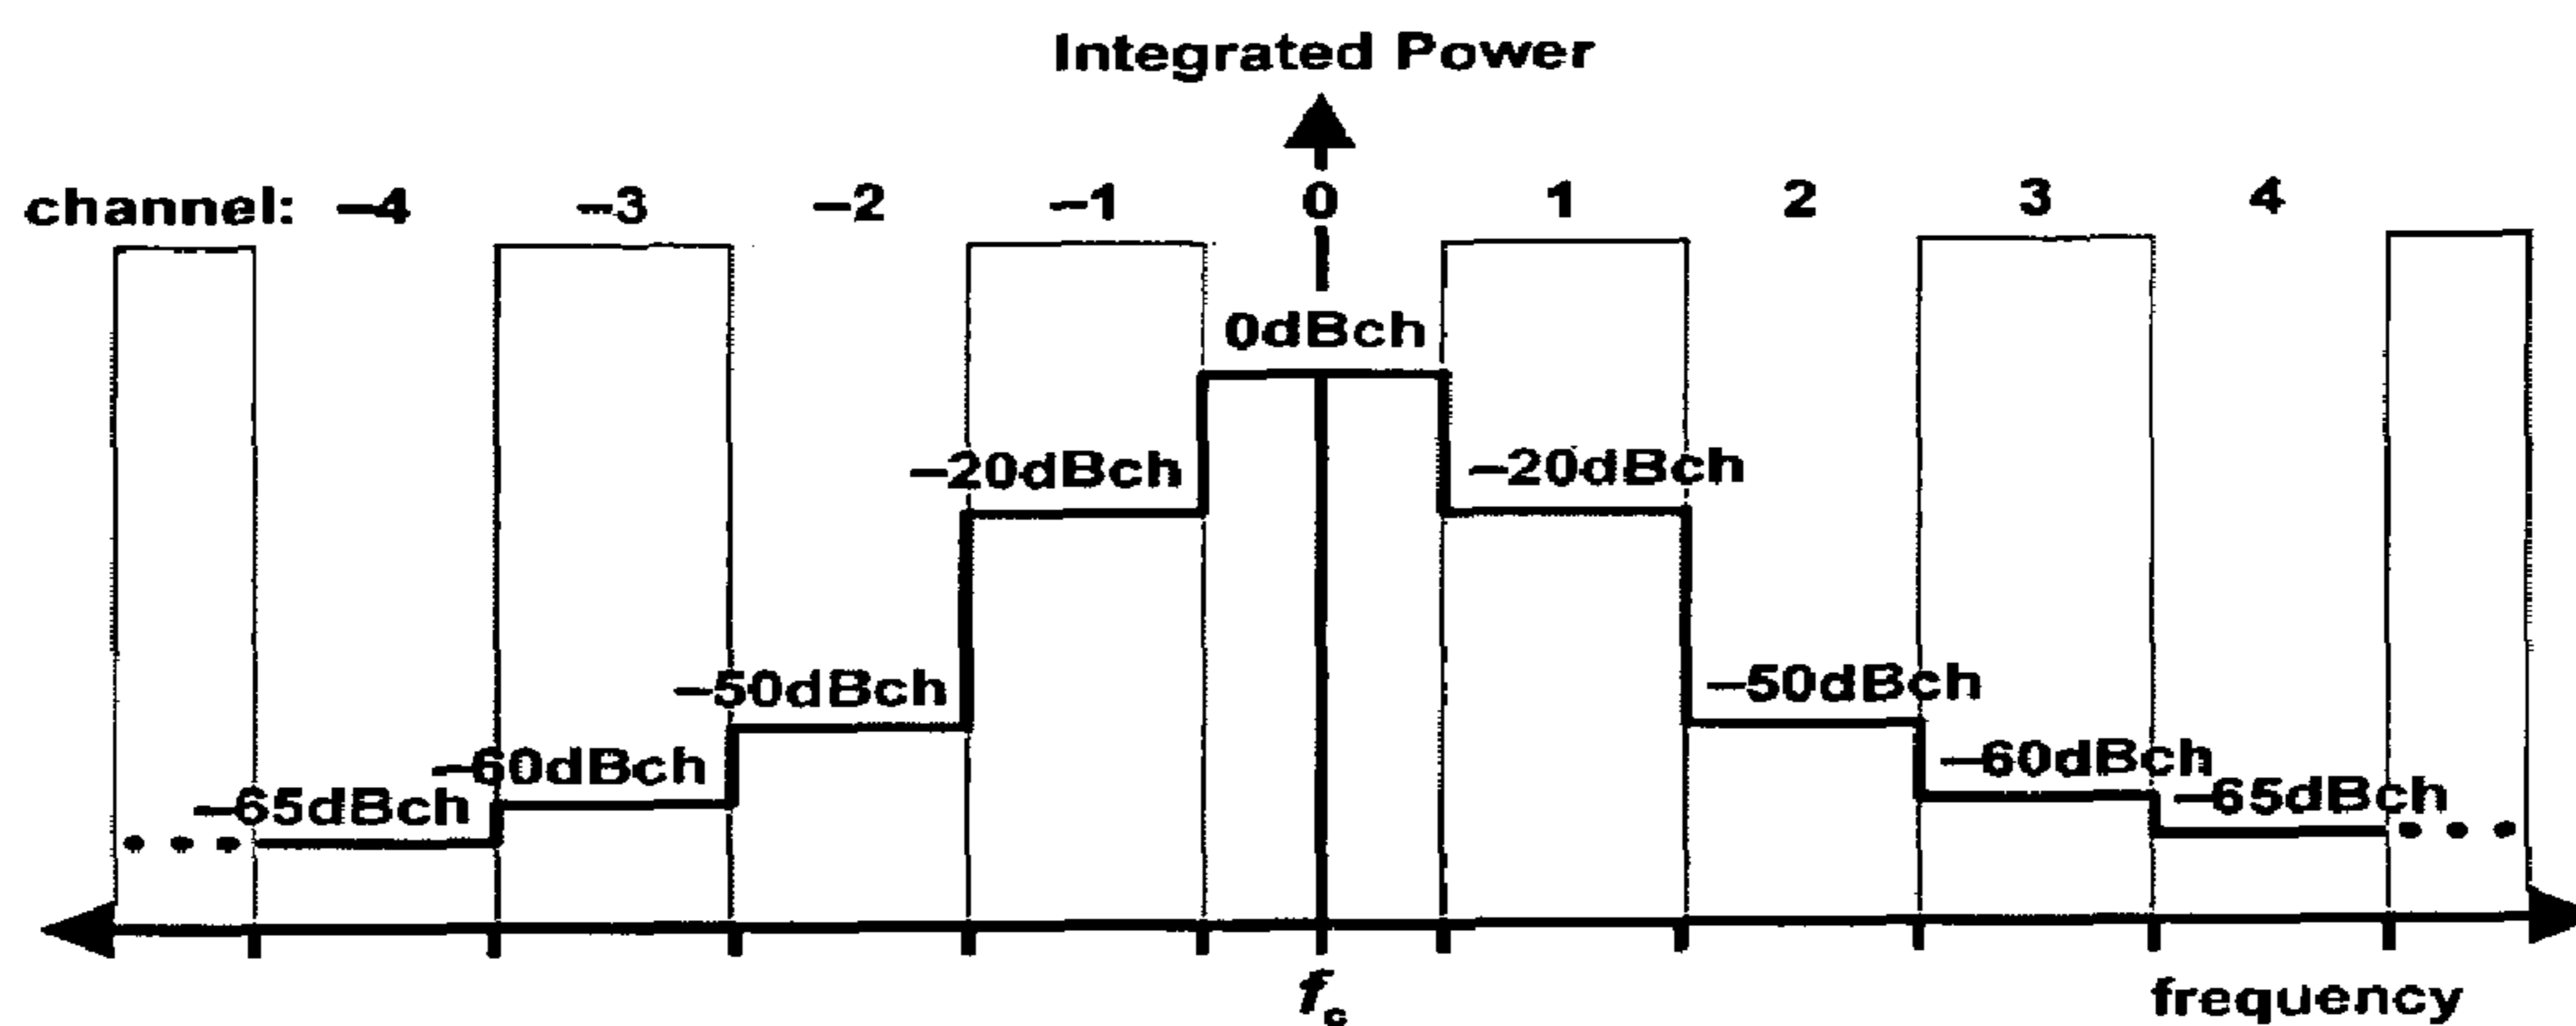 Integrated Power
channel: –4 –3 –2 –1 0 1 2 3 4
0dBch
–20dBch –20dBch
–50dBch –50dBch
–60dBch –60dBch
–65dBch –65dBch
fc
frequency